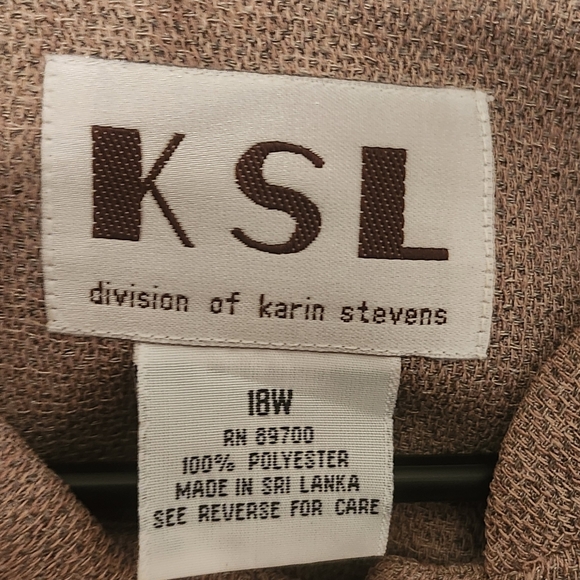 KSL
division of karin stevens
18W
RN 89700
100% POLYESTER
MADE IN SRI LANKA
SEE REVERSE FOR CARE